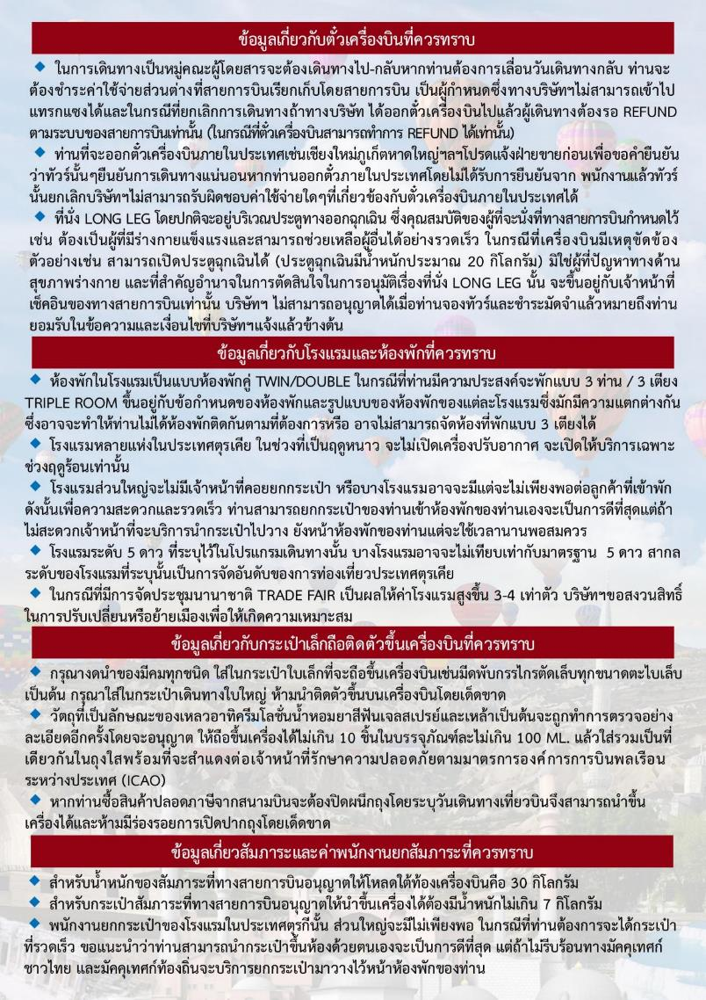 ข้อมูลเกี่ยวกับตั๋วเครื่องบินที่ควรทราบ
◆ ในการเดินทางเป็นหมู่คณะผู้โดยสารจะต้องเดินทางไป-กลับหากท่านต้องการเลื่อนวันเดินทางกลับ ท่านจะ
ต้องชำระค่าใช้จ่ายส่วนต่างที่สายการบินเรียกเก็บโดยสายการบิน เป็นผู้กำหนดซึ่งทางบริษัทฯไม่สามารถเข้าไป
แทรกแซงได้และในกรณีที่ยกเลิกการเดินทางถ้าทางบริษัท ได้ออกตั๋วเครื่องบินไปแล้วผู้เดินทางต้องรอ REFUND
ตามระบบของสายการบินเท่านั้น (ในกรณีที่ตั๋วเครื่องบินสามารถทำการ REFUND ได้เท่านั้น)
◆ ท่านที่จะออกตั๋วเครื่องบินภายในประเทศเช่นเชียงใหม่ภูเก็ตหาดใหญ่ฯลฯโปรดแจ้งฝ่ายขายก่อนเพื่อขอคำยืนยัน
ว่าทัวร์นั้นๆยืนยันการเดินทางแน่นอนหากท่านออกตั๋วภายในประเทศโดยไม่ได้รับการยืนยันจาก พนักงานแล้วทัวร์
นั้นยกเลิกบริษัทฯไม่สามารถรับผิดชอบค่าใช้จ่ายใดๆที่เกี่ยวข้องกับตั๋วเครื่องบินภายในประเทศได้
◆ ที่นั่ง LONG LEG โดยปกติจะอยู่บริเวณประตูทางออกฉุกเฉิน ซึ่งคุณสมบัติของผู้ที่จะนั่งที่ทางสายการบินกำหนดไว้
เช่น ต้องเป็นผู้ที่มีร่างกายแข็งแรงและสามารถช่วยเหลือผู้อื่นได้อย่างรวดเร็ว ในกรณีที่เครื่องบินมีเหตุขัดข้อง
ตัวอย่างเช่น สามารถเปิดประตูฉุกเฉินได้ (ประตูฉุกเฉินมีน้ำหนักประมาณ 20 กิโลกรัม) มิใช่ผู้ที่ปัญหาทางด้าน
สุขภาพร่างกาย และที่สำคัญอำนาจในการตัดสินใจในการอนุมัติเรื่องที่นั่ง LONG LEG นั้น จะขึ้นอยู่กับเจ้าหน้าที่
เช็คอินของทางสายการบินเท่านั้น บริษัทฯ ไม่สามารถอนุญาตได้เมื่อท่านจองทัวร์และชำระมัดจำแล้วหมายถึงท่าน
ยอมรับในข้อความและเงื่อนไขที่บริษัทฯแจ้งแล้วข้างต้น
ข้อมูลเกี่ยวกับโรงแรมและห้องพักที่ควรทราบ
◆ ห้องพักในโรงแรมเป็นแบบห้องพักคู่ TWIN/DOUBLE ในกรณีที่ท่านมีความประสงค์จะพักแบบ 3 ท่าน / 3 เตียง
TRIPLE ROOM ขึ้นอยู่กับข้อกำหนดของห้องพักและรูปแบบของห้องพักของแต่ละโรงแรมซึ่งมักมีความแตกต่างกัน
ซึ่งอาจจะทำให้ท่านไม่ได้ห้องพักติดกันตามที่ต้องการหรือ อาจไม่สามารถจัดห้องที่พักแบบ 3 เตียงได้
◆ โรงแรมหลายแห่งในประเทศตุรเคีย ในช่วงที่เป็นฤดูหนาว จะไม่เปิดเครื่องปรับอากาศ จะเปิดให้บริการเฉพาะ
ช่วงฤดูร้อนเท่านั้น
◆ โรงแรมส่วนใหญ่จะไม่มีเจ้าหน้าที่คอยยกกระเป๋า หรือบางโรงแรมอาจจะมีแต่จะไม่เพียงพอต่อลูกค้าที่เข้าพัก
ดังนั้นเพื่อความสะดวกและรวดเร็ว ท่านสามารถยกกระเป๋าของท่านเข้าห้องพักของท่านเองจะเป็นการดีที่สุดแต่ถ้า
ไม่สะดวกเจ้าหน้าที่จะบริการนำกระเป๋าไปวาง ยังหน้าห้องพักของท่านแต่จะใช้เวลานานพอสมควร
◆ โรงแรมระดับ 5 ดาว ที่ระบุไว้ในโปรแกรมเดินทางนั้น บางโรงแรมอาจจะไม่เทียบเท่ากับมาตรฐาน 5 ดาว สากล
ระดับของโรงแรมที่ระบุนั้นเป็นการจัดอันดับของการท่องเที่ยวประเทศตุรเคีย
◆ ในกรณีที่มีการจัดประชุมนานาชาติ TRADE FAIR เป็นผลให้ค่าโรงแรมสูงขึ้น 3-4 เท่าตัว บริษัทฯขอสงวนสิทธิ์
ในการปรับเปลี่ยนหรือย้ายเมืองเพื่อให้เกิดความเหมาะสม
ข้อมูลเกี่ยวกับกระเป๋าเล็กถือติดตัวขึ้นเครื่องบินที่ควรทราบ
◆ กรุณางดนำของมีคมทุกชนิด ใส่ในกระเป๋าใบเล็กที่จะถือขึ้นเครื่องบินเช่นมีดพับกรรไกรตัดเล็บทุกขนาดตะไบเล็บ
เป็นต้น กรุณาใส่ในกระเป๋าเดินทางใบใหญ่ ห้ามนำติดตัวขึ้นบนเครื่องบินโดยเด็ดขาด
◆ วัตถุที่เป็นลักษณะของเหลวอาทิครีมโลชั่นน้ำหอมยาสีฟันเจลสเปรย์และเหล้าเป็นต้นจะถูกทำการตรวจอย่าง
ละเอียดอีกครั้งโดยจะอนุญาต ให้ถือขึ้นเครื่องได้ไม่เกิน 10 ชิ้นในบรรจุภัณฑ์ละไม่เกิน 100 ML. แล้วใส่รวมเป็นที่
เดียวกันในถุงใสพร้อมที่จะสำแดงต่อเจ้าหน้าที่รักษาความปลอดภัยตามมาตรการองค์การการบินพลเรือน
ระหว่างประเทศ (ICAO)
◆ หากท่านซื้อสินค้าปลอดภาษีจากสนามบินจะต้องปิดผนึกถุงโดยระบุวันเดินทางเที่ยวบินจึงสามารถนำขึ้น
เครื่องได้และห้ามมีร่องรอยการเปิดปากถุงโดยเด็ดขาด
ข้อมูลเกี่ยวสัมภาระและค่าพนักงานยกสัมภาระที่ควรทราบ
◆ สำหรับน้ำหนักของสัมภาระที่ทางสายการบินอนุญาตให้โหลดใต้ท้องเครื่องบินคือ 30 กิโลกรัม
◆ สำหรับกระเป๋าสัมภาระที่ทางสายการบินอนุญาตให้นำขึ้นเครื่องได้ต้องมีน้ำหนักไม่เกิน 7 กิโลกรัม
◆ พนักงานยกกระเป๋าของโรงแรมในประเทศตุรกีนั้น ส่วนใหญ่จะมีไม่เพียงพอ ในกรณีที่ท่านต้องการจะได้กระเป๋า
ที่รวดเร็ว ขอแนะนำว่าท่านสามารถนำกระเป๋าขึ้นห้องด้วยตนเองจะเป็นการดีที่สุด แต่ถ้าไม่รีบร้อนทางมัคคุเทศก์
ชาวไทย และมัคคุเทศก์ท้องถิ่นจะบริการยกกระเป๋ามาวางไว้หน้าห้องพักของท่าน